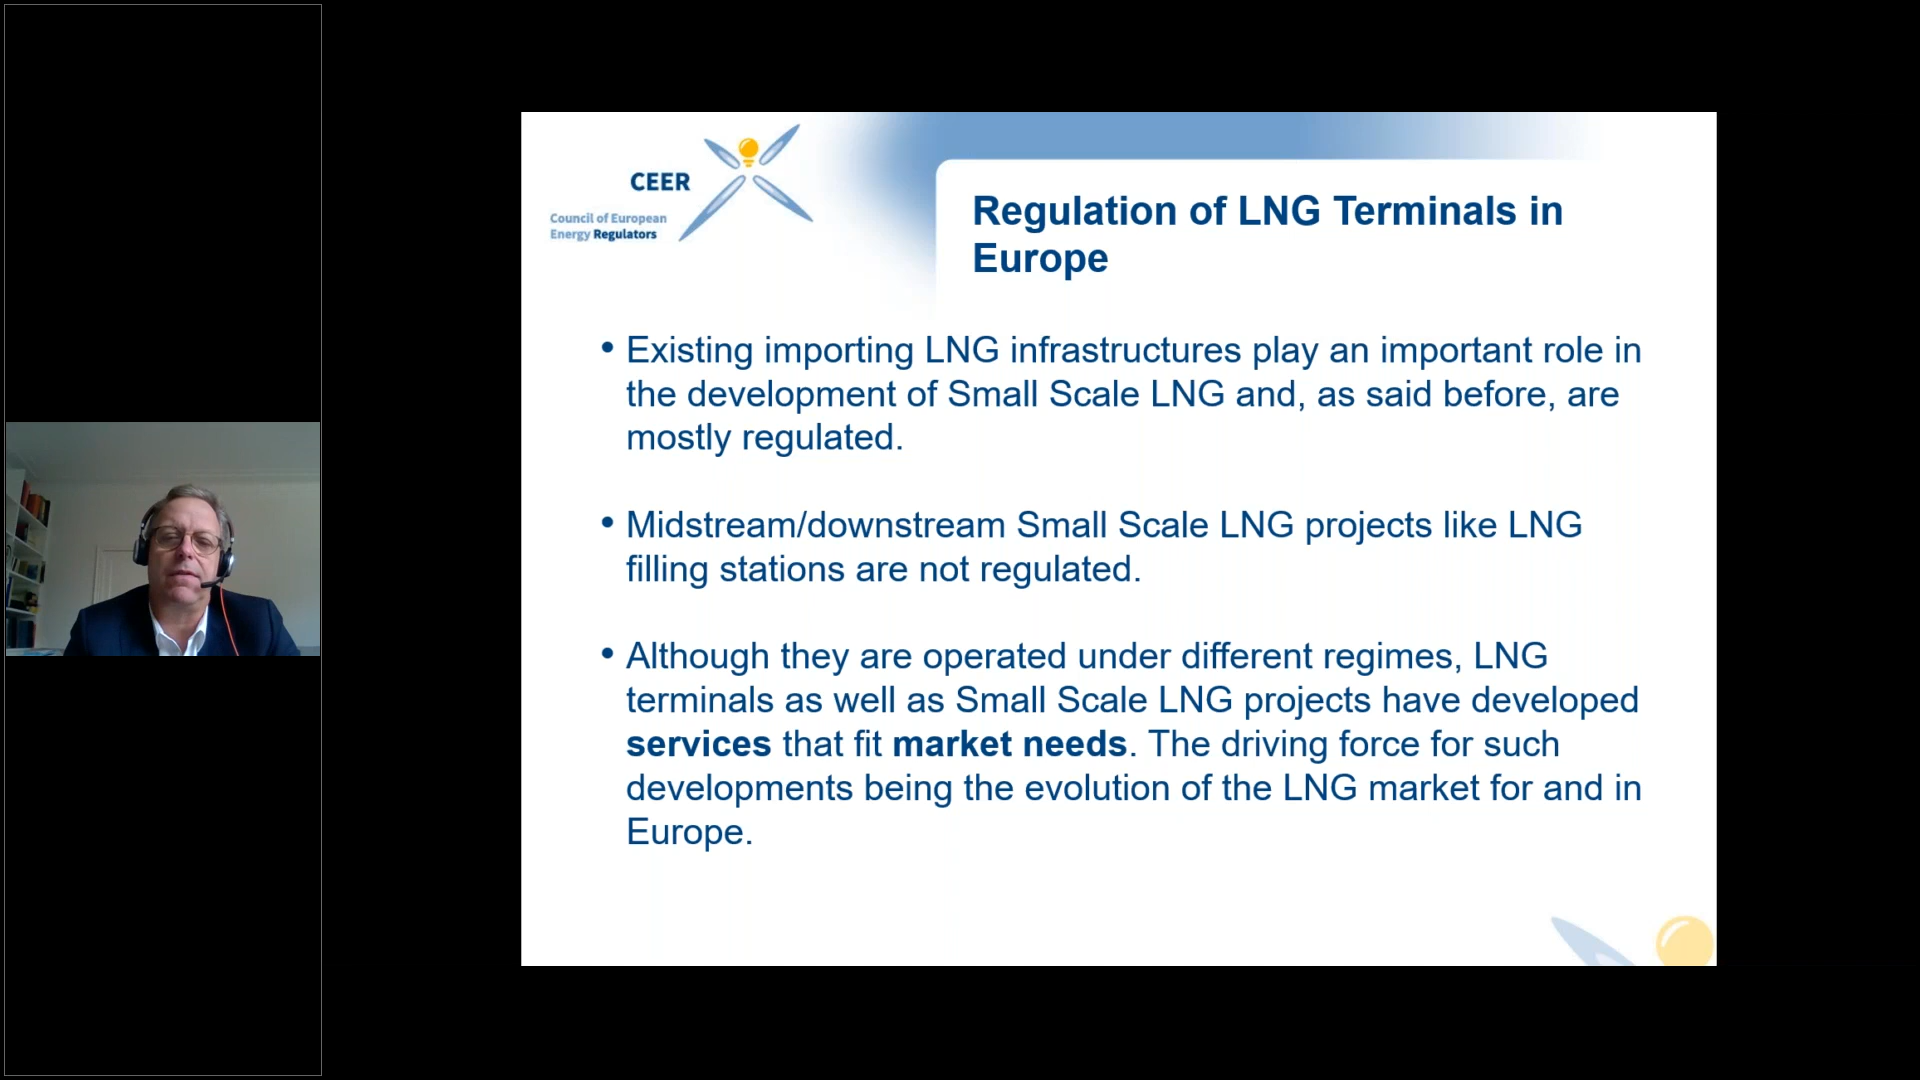 CEER
Council of European
Energy Regulators
Regulation of LNG Terminals in
Europe
• Existing importing LNG infrastructures play an important role in
the development of Small Scale LNG and, as said before, are
mostly regulated.
• Midstream/downstream Small Scale LNG projects like LNG
filling stations are not regulated.
• Although they are operated under different regimes, LNG
terminals as well as Small Scale LNG projects have developed
services that fit market needs. The driving force for such
developments being the evolution of the LNG market for and in
Europe.